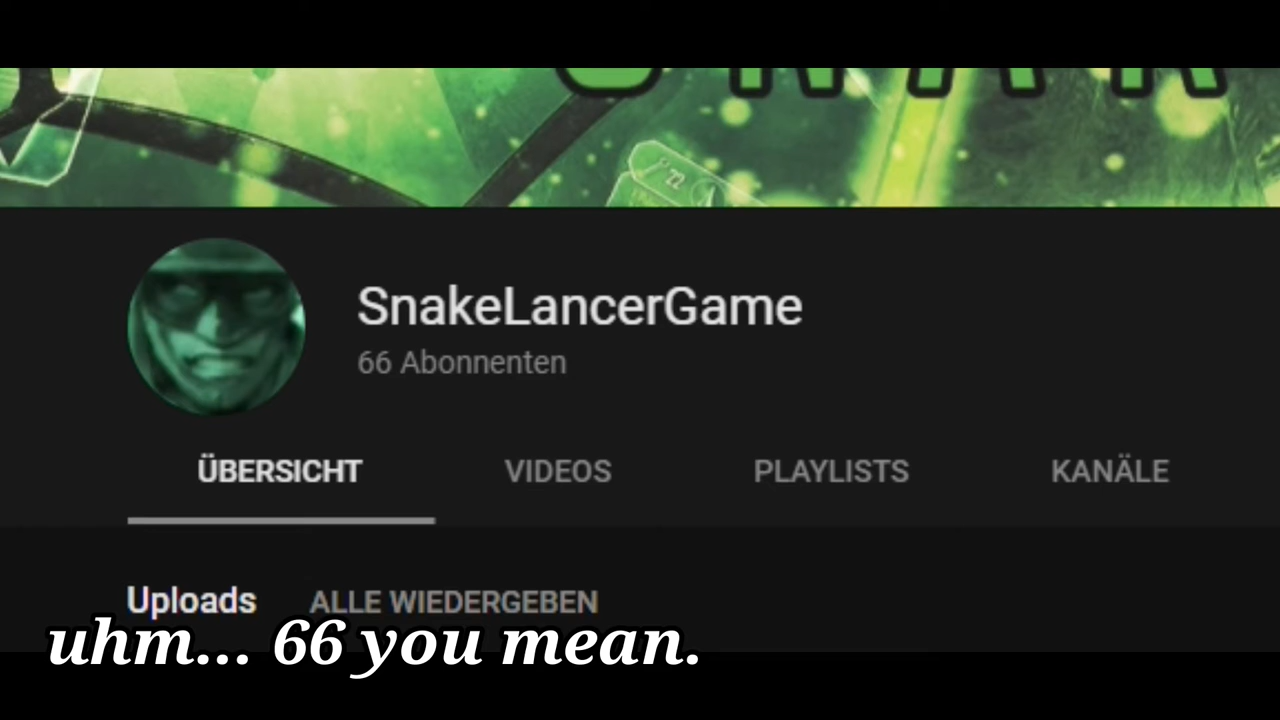 SnakeLancerGame
66 Abonnenten
ÜBERSICHT VIDEOS PLAYLISTS KANÄLE
Uploads ALLE WIEDERGEBEN
uhm... 66 you mean.